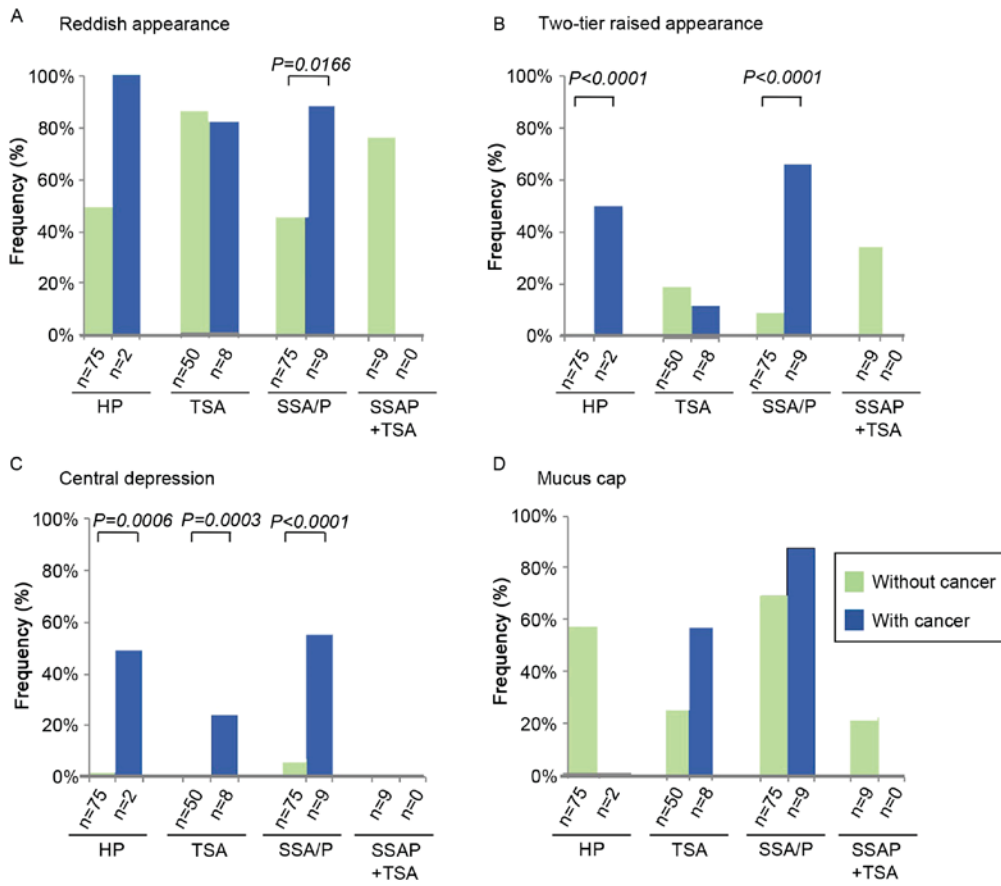 A Reddish appearance
P=0.0166
100%
80%
60%
40%
20%
0%
Frequency (%)
n=75 n=2 n=50 n=8 n=75 n=9 n=9 n=0
HP TSA SSA/P SSAP
+TSA
B Two-tier raised appearance
P<0.0001 P<0.0001
100%
80%
60%
40%
20%
0%
Frequency (%)
n=75 n=2 n=50 n=8 n=75 n=9 n=9 n=0
HP TSA SSA/P SSAP
+TSA
C Central depression
P=0.0006 P=0.0003 P<0.0001
100%
80%
60%
40%
20%
0%
Frequency (%)
n=75 n=2 n=50 n=8 n=75 n=9 n=9 n=0
HP TSA SSA/P SSAP
+TSA
D Mucus cap
100%
80%
60%
40%
20%
0%
Frequency (%)
n=75 n=2 n=50 n=8 n=75 n=9 n=9 n=0
HP TSA SSA/P SSAP
+TSA
Without cancer
With cancer